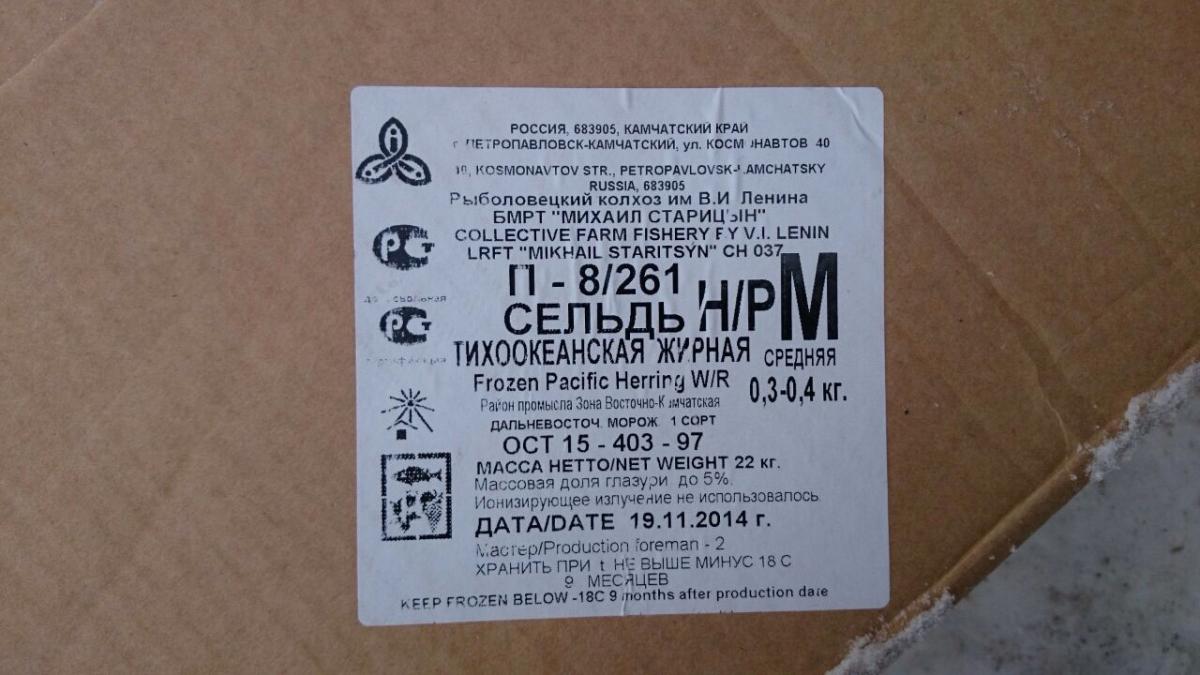 РОССИЯ, 683905, КАМЧАТСКИЙ КРАЙ
г. ПЕТРОПАВЛОВСК-КАМЧАТСКИЙ, ул. КОСМОНАВТОВ 40
40, KOSMONAVTOV STR., PETROPAVLOVSK-KAMCHATSKY
RUSSIA, 683905
Рыболовецкий колхоз им В.И. Ленина
БМРТ "МИХАИЛ СТАРИЦЫН"
COLLECTIVE FARM FISHERY BY V.I. LENIN
LRFT "MIKHAIL STARITSYN" CH 037
П - 8/261
СЕЛЬДЬ Н/Р М
ТИХООКЕАНСКАЯ ЖИРНАЯ СРЕДНЯЯ
Frozen Pacific Herring W/R 0,3-0,4 кг.
Район промысла Зона Восточно-Камчатская
ДАЛЬНЕВОСТОЧ. МОРОЖ. 1 СОРТ
ОСТ 15 - 403 - 97
МАССА НЕТТО/NET WEIGHT 22 кг.
Массовая доля глазури до 5%.
Ионизирующее излучение не использовалось.
ДАТА/DATE 19.11.2014 г.
Мастер/Production foreman - 2
ХРАНИТЬ ПРИ t НЕ ВЫШЕ МИНУС 18 С
9 МЕСЯЦЕВ
KEEP FROZEN BELOW -18C 9 months after production date
РСТ
РСТ